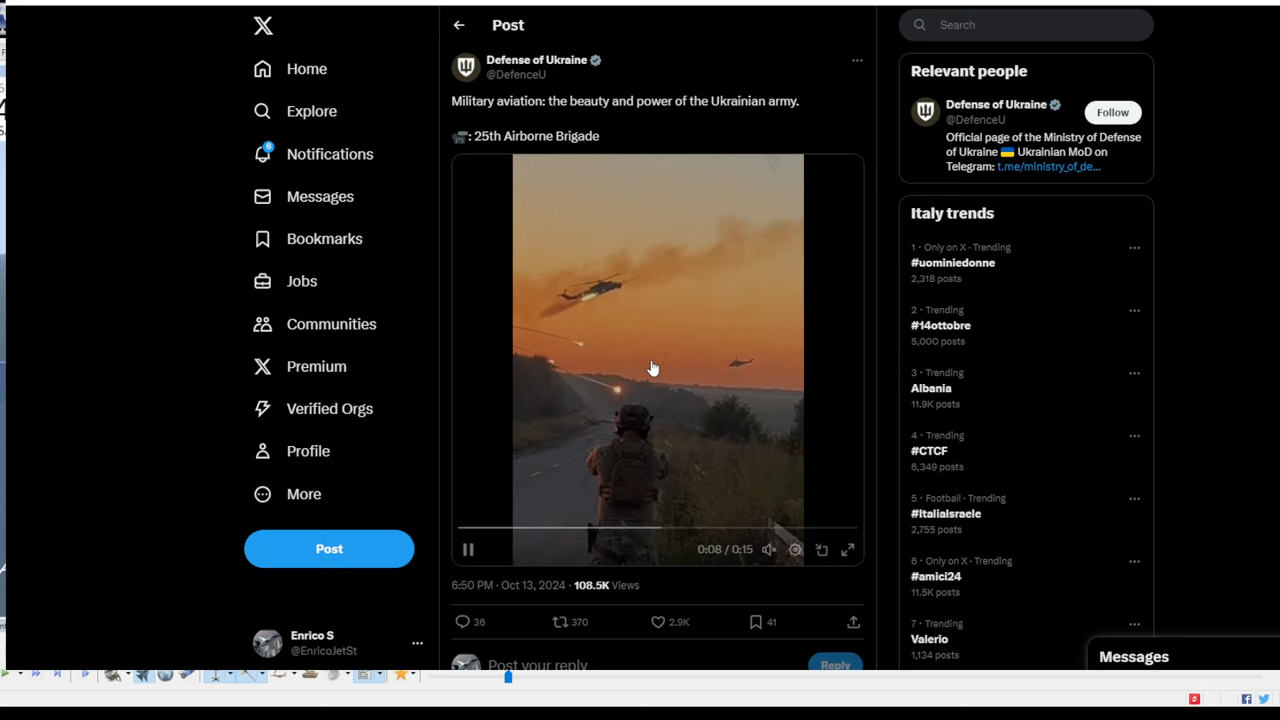 Home
Explore
6
Notifications
Messages
Bookmarks
Jobs
Communities
Premium
Verified Orgs
Profile
More
Post
Enrico S
@EnricoJetSt
Post
Defense of Ukraine
@DefenceU
Military aviation: the beauty and power of the Ukrainian army.
: 25th Airborne Brigade
0:08 / 0:15
6:50 PM · Oct 13, 2024 · 108.5K Views
36
370
2.9K
41
Post your reply
Reply
Search
Relevant people
Defense of Ukraine
@DefenceU
Follow
Official page of the Ministry of Defense
of Ukraine 🇺🇦 Ukrainian MoD on
Telegram: t.me/ministry_of_de...
Italy trends
1 · Only on X · Trending
#uominiedonne
2,318 posts
2 · Trending
#14ottobre
5,000 posts
3 · Trending
Albania
11.9K posts
4 · Trending
#CTCF
6,349 posts
5 · Football · Trending
#ItaliaIsraele
2,755 posts
6 · Only on X · Trending
#amici24
11.5K posts
7 · Trending
Valerio
1,134 posts
Messages